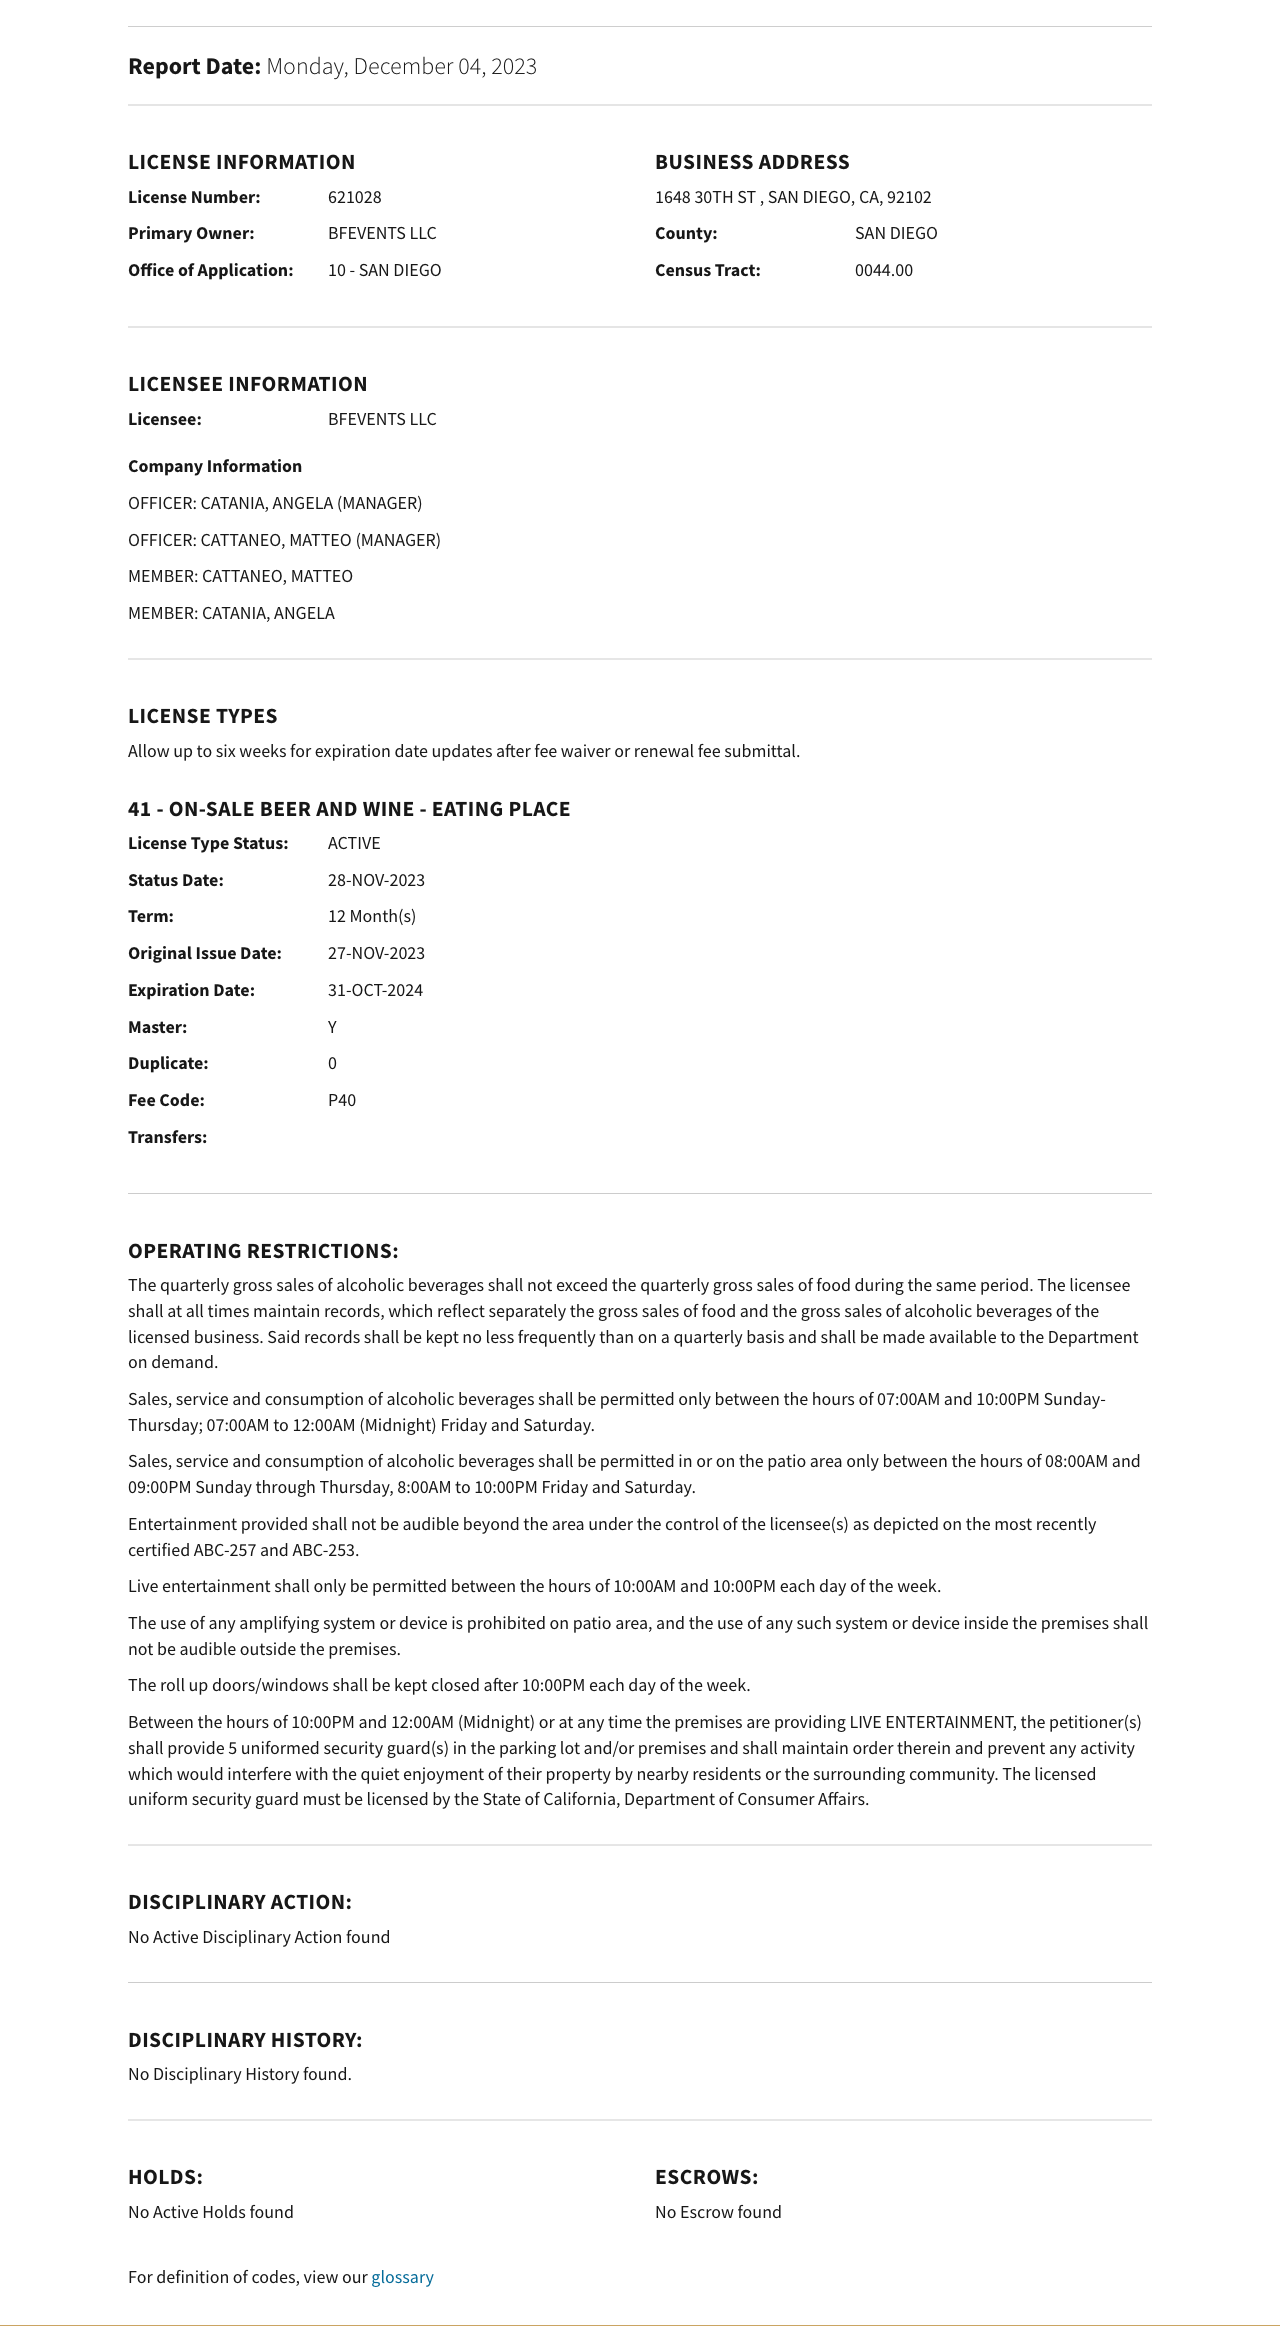 Report Date: Monday, December 04, 2023
LICENSE INFORMATION
License Number: 621028
Primary Owner: BFEVENTS LLC
Office of Application: 10 - SAN DIEGO
BUSINESS ADDRESS
1648 30TH ST , SAN DIEGO, CA, 92102
County: SAN DIEGO
Census Tract: 0044.00
LICENSEE INFORMATION
Licensee: BFEVENTS LLC
Company Information
OFFICER: CATANIA, ANGELA (MANAGER)
OFFICER: CATTANEO, MATTEO (MANAGER)
MEMBER: CATTANEO, MATTEO
MEMBER: CATANIA, ANGELA
LICENSE TYPES
Allow up to six weeks for expiration date updates after fee waiver or renewal fee submittal.
41 - ON-SALE BEER AND WINE - EATING PLACE
License Type Status: ACTIVE
Status Date: 28-NOV-2023
Term: 12 Month(s)
Original Issue Date: 27-NOV-2023
Expiration Date: 31-OCT-2024
Master: Y
Duplicate: 0
Fee Code: P40
Transfers:
OPERATING RESTRICTIONS:
The quarterly gross sales of alcoholic beverages shall not exceed the quarterly gross sales of food during the same period. The licensee
shall at all times maintain records, which reflect separately the gross sales of food and the gross sales of alcoholic beverages of the
licensed business. Said records shall be kept no less frequently than on a quarterly basis and shall be made available to the Department
on demand.
Sales, service and consumption of alcoholic beverages shall be permitted only between the hours of 07:00AM and 10:00PM Sunday-
Thursday; 07:00AM to 12:00AM (Midnight) Friday and Saturday.
Sales, service and consumption of alcoholic beverages shall be permitted in or on the patio area only between the hours of 08:00AM and
09:00PM Sunday through Thursday, 8:00AM to 10:00PM Friday and Saturday.
Entertainment provided shall not be audible beyond the area under the control of the licensee(s) as depicted on the most recently
certified ABC-257 and ABC-253.
Live entertainment shall only be permitted between the hours of 10:00AM and 10:00PM each day of the week.
The use of any amplifying system or device is prohibited on patio area, and the use of any such system or device inside the premises shall
not be audible outside the premises.
The roll up doors/windows shall be kept closed after 10:00PM each day of the week.
Between the hours of 10:00PM and 12:00AM (Midnight) or at any time the premises are providing LIVE ENTERTAINMENT, the petitioner(s)
shall provide 5 uniformed security guard(s) in the parking lot and/or premises and shall maintain order therein and prevent any activity
which would interfere with the quiet enjoyment of their property by nearby residents or the surrounding community. The licensed
uniform security guard must be licensed by the State of California, Department of Consumer Affairs.
DISCIPLINARY ACTION:
No Active Disciplinary Action found
DISCIPLINARY HISTORY:
No Disciplinary History found.
HOLDS:
No Active Holds found
ESCROWS:
No Escrow found
For definition of codes, view our glossary